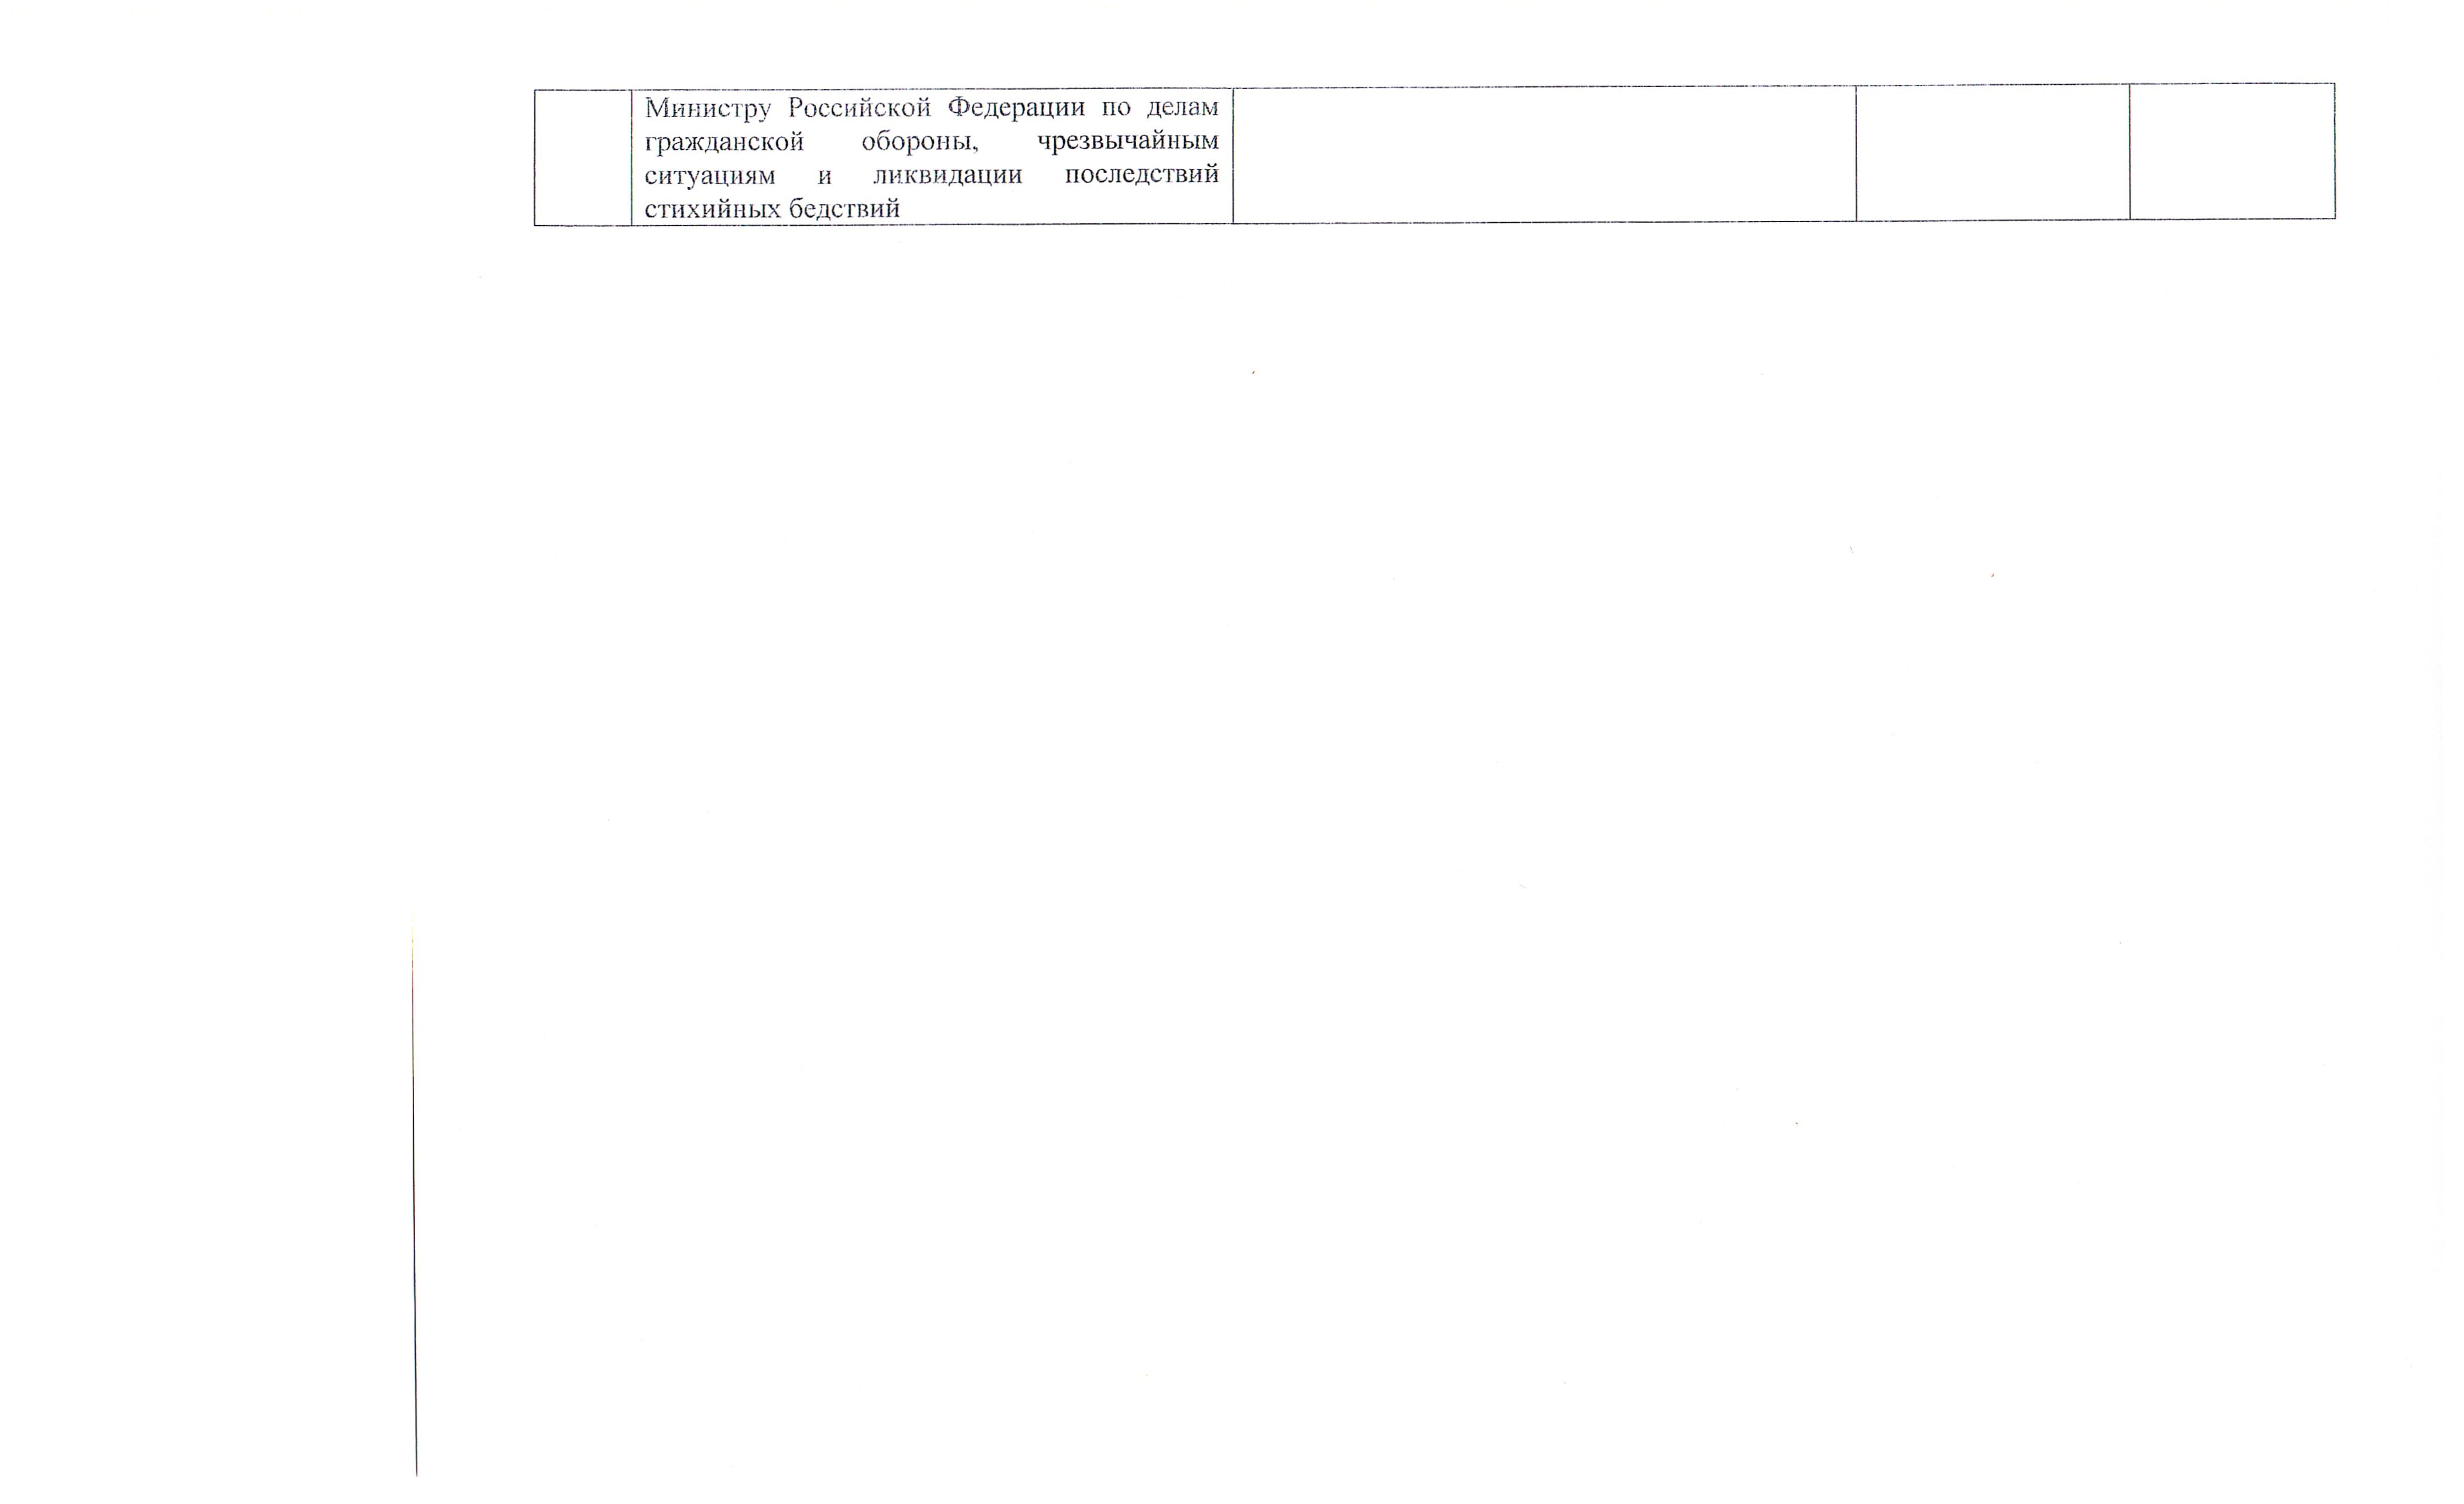 Министру Российской Федерации по делам
гражданской обороны, чрезвычайным
ситуациям и ликвидации последствий
стихийных бедствий